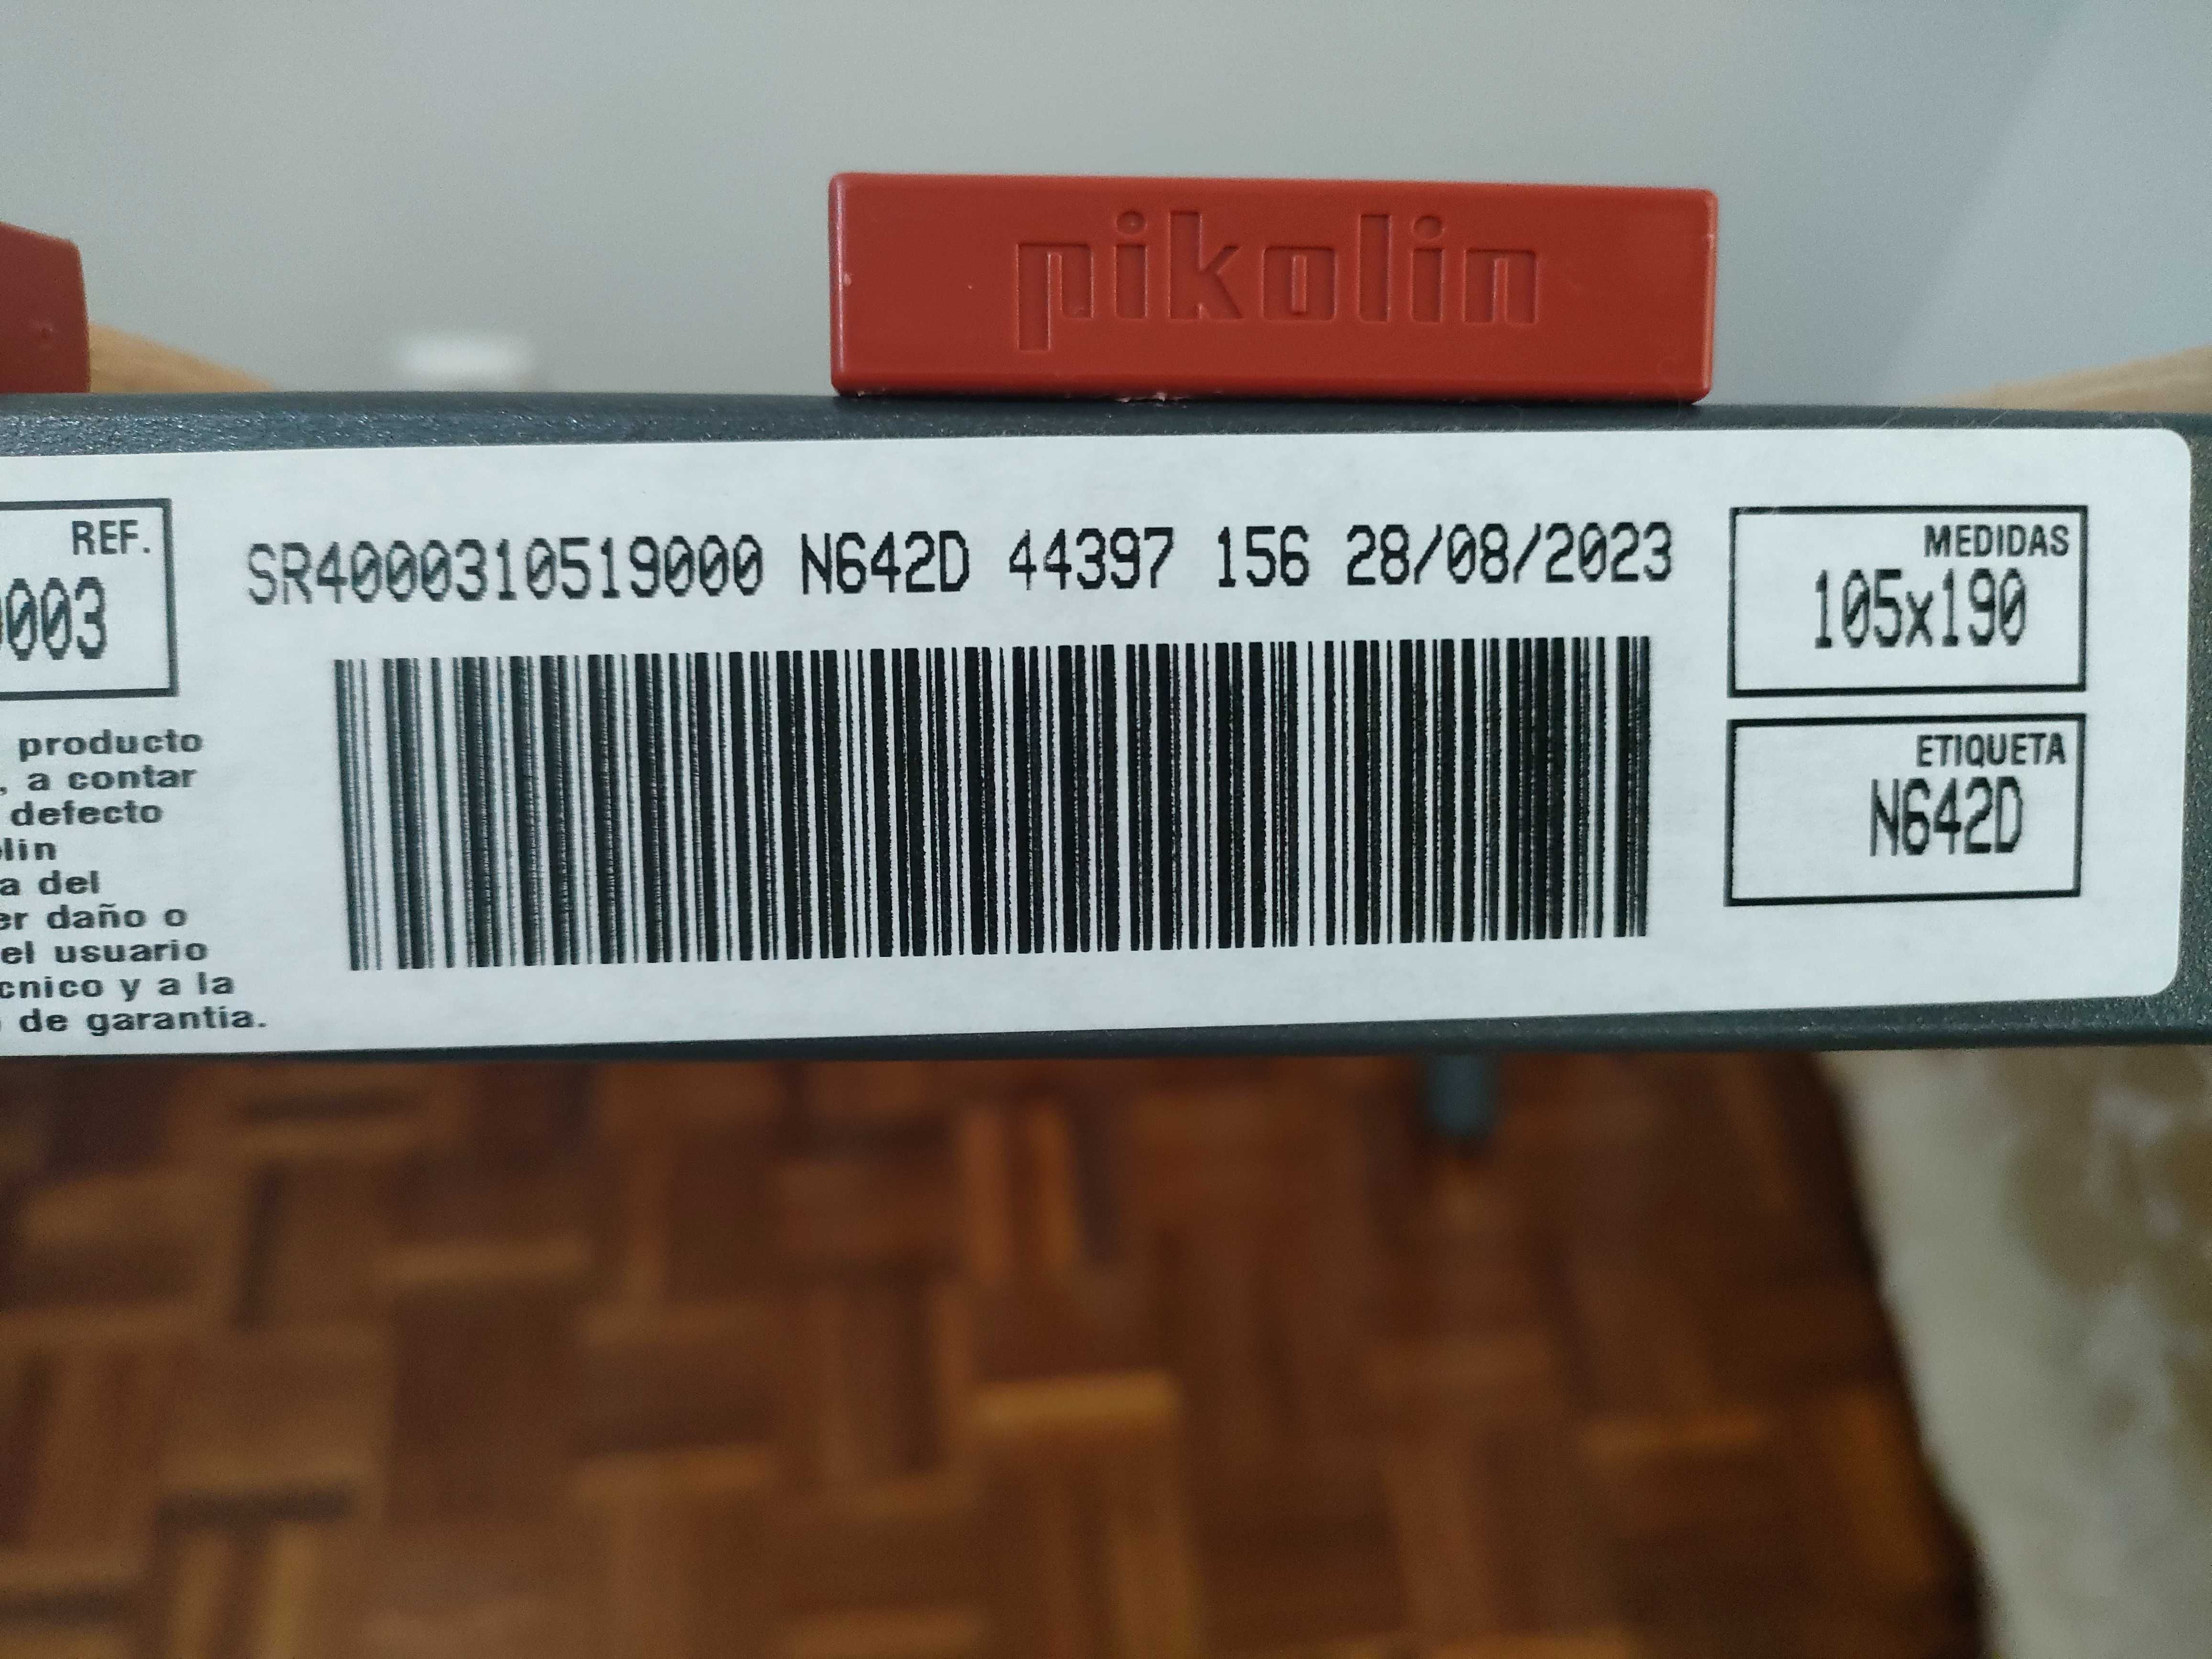 pikolin
REF.
003
SR4000310519000 N642D 44397 156 28/08/2023
MEDIDAS
105x190
ETIQUETA
N642D
producto
, a contar
defecto
lin
a del
er daño o
el usuario
cnico y a la
de garantia.